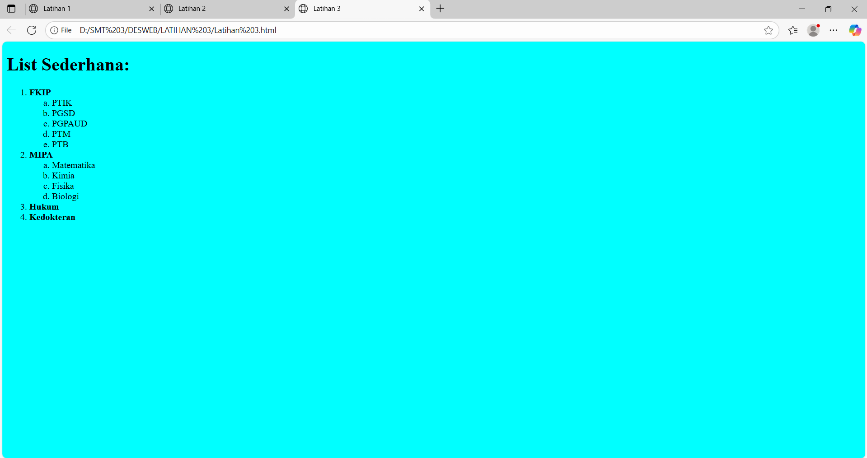 Latihan 1
Latihan 2
Latihan 3
File
D:/SMT%203/DESWEB/LATIHAN%203/Latihan%203.html
List Sederhana:
1. FKIP
a. PTIK
b. PGSD
c. PGPAUD
d. PTM
e. PTB
2. MIPA
a. Matematika
b. Kimia
c. Fisika
d. Biologi
3. Hukum
4. Kedokteran